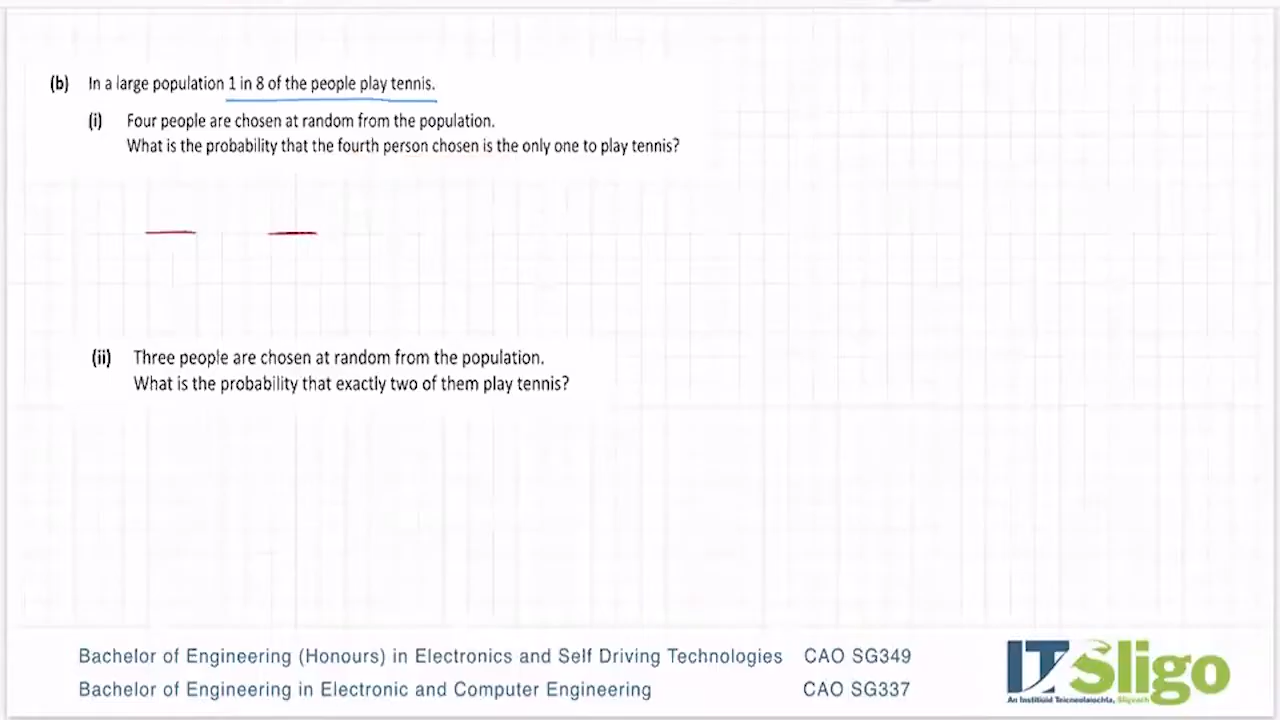 (b) In a large population 1 in 8 of the people play tennis.
(i) Four people are chosen at random from the population.
What is the probability that the fourth person chosen is the only one to play tennis?
(ii) Three people are chosen at random from the population.
What is the probability that exactly two of them play tennis?
Bachelor of Engineering (Honours) in Electronics and Self Driving Technologies CAO SG349
Bachelor of Engineering in Electronic and Computer Engineering CAO SG337
IT Sligo
An Institiúid Teicneolaíochta, Sligeach